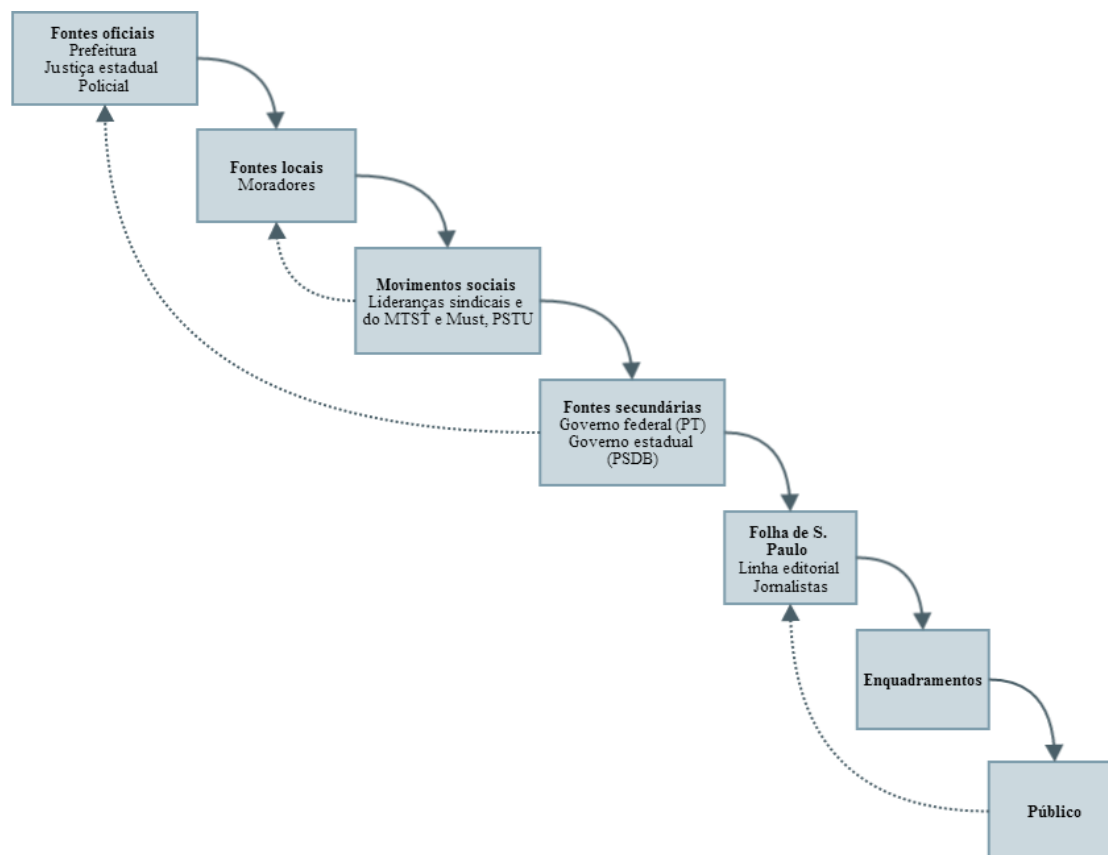 Fontes oficiais
Prefeitura
Justiça estadual
Policial
Fontes locais
Moradores
Movimentos sociais
Lideranças sindicais e
do MTST e Must, PSTU
Fontes secundárias
Governo federal (PT)
Governo estadual
(PSDB)
Folha de S.
Paulo
Linha editorial
Jornalistas
Enquadramentos
Público